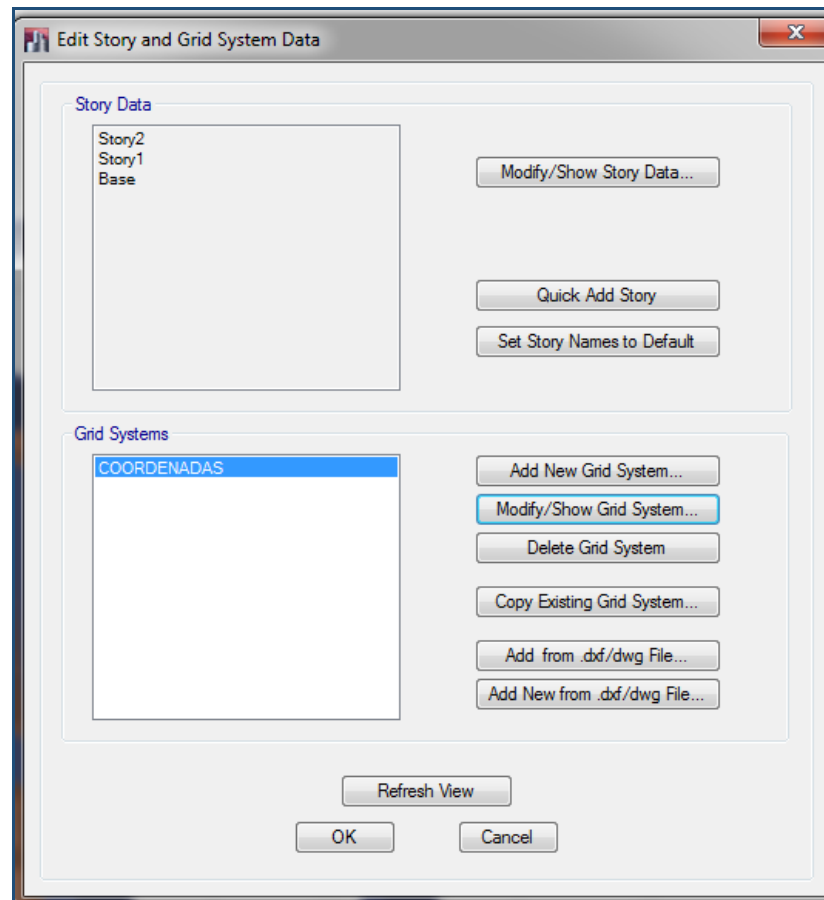 Edit Story and Grid System Data
Story Data
Story2
Story1
Base
Modify/Show Story Data...
Quick Add Story
Set Story Names to Default
Grid Systems
COORDENADAS
Add New Grid System...
Modify/Show Grid System...
Delete Grid System
Copy Existing Grid System...
Add from .dxf/dwg File...
Add New from .dxf/dwg File...
Refresh View
OK
Cancel